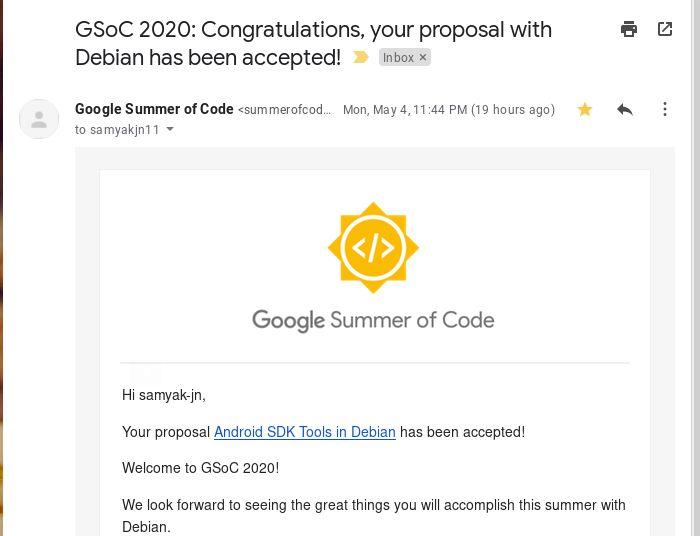 GSoC 2020: Congratulations, your proposal with
Debian has been accepted! Inbox ×
Google Summer of Code <summerofcod... Mon, May 4, 11:44 PM (19 hours ago)
to samyakjn11
</>
Google Summer of Code
Hi samyak-jn,
Your proposal Android SDK Tools in Debian has been accepted!
Welcome to GSoC 2020!
We look forward to seeing the great things you will accomplish this summer with
Debian.